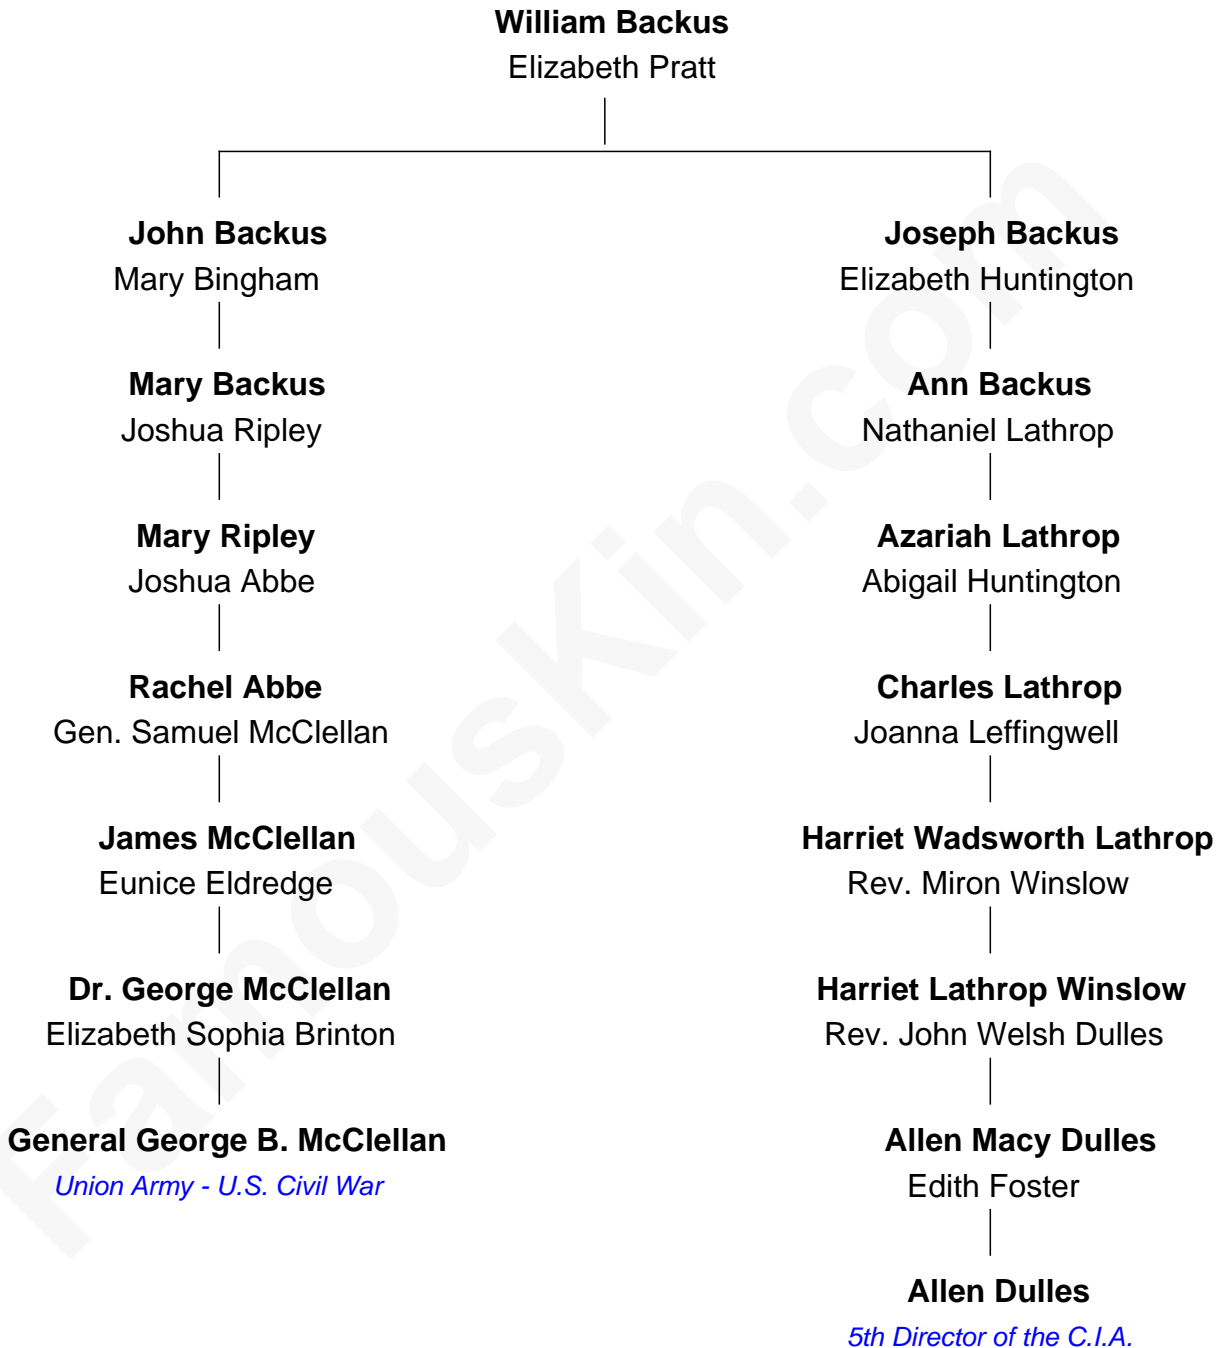 William Backus
Elizabeth Pratt
John Backus
Mary Bingham
Mary Backus
Joshua Ripley
Mary Ripley
Joshua Abbe
Rachel Abbe
Gen. Samuel McClellan
James McClellan
Eunice Eldredge
Dr. George McClellan
Elizabeth Sophia Brinton
General George B. McClellan
Union Army - U.S. Civil War
Joseph Backus
Elizabeth Huntington
Ann Backus
Nathaniel Lathrop
Azariah Lathrop
Abigail Huntington
Charles Lathrop
Joanna Leffingwell
Harriet Wadsworth Lathrop
Rev. Miron Winslow
Harriet Lathrop Winslow
Rev. John Welsh Dulles
Allen Macy Dulles
Edith Foster
Allen Dulles
5th Director of the C.I.A.
FamousKin.com